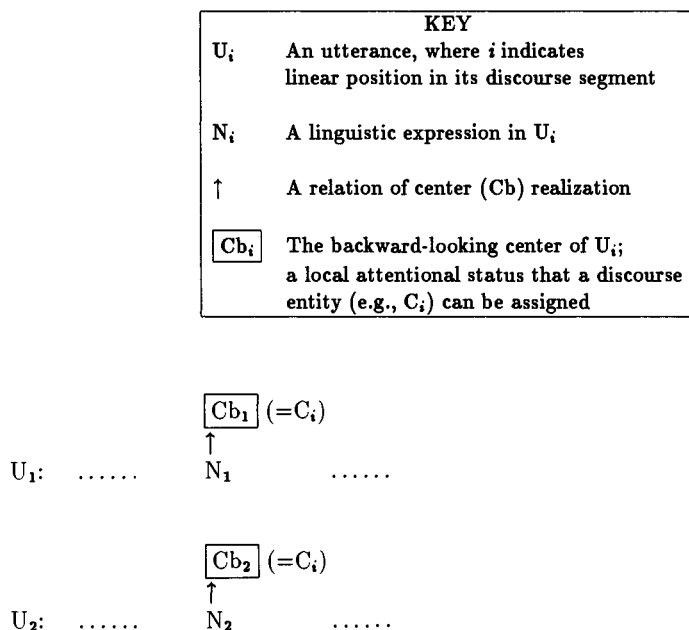 KEY
Uᵢ An utterance, where i indicates
linear position in its discourse segment
Nᵢ A linguistic expression in Uᵢ
↑ A relation of center (Cb) realization
Cbᵢ The backward-looking center of Uᵢ;
a local attentional status that a discourse
entity (e.g., Cᵢ) can be assigned
Cb₁ (=Cᵢ)
↑
U₁: ...... N₁ ......
Cb₂ (=Cᵢ)
↑
U₂: ...... N₂ ......